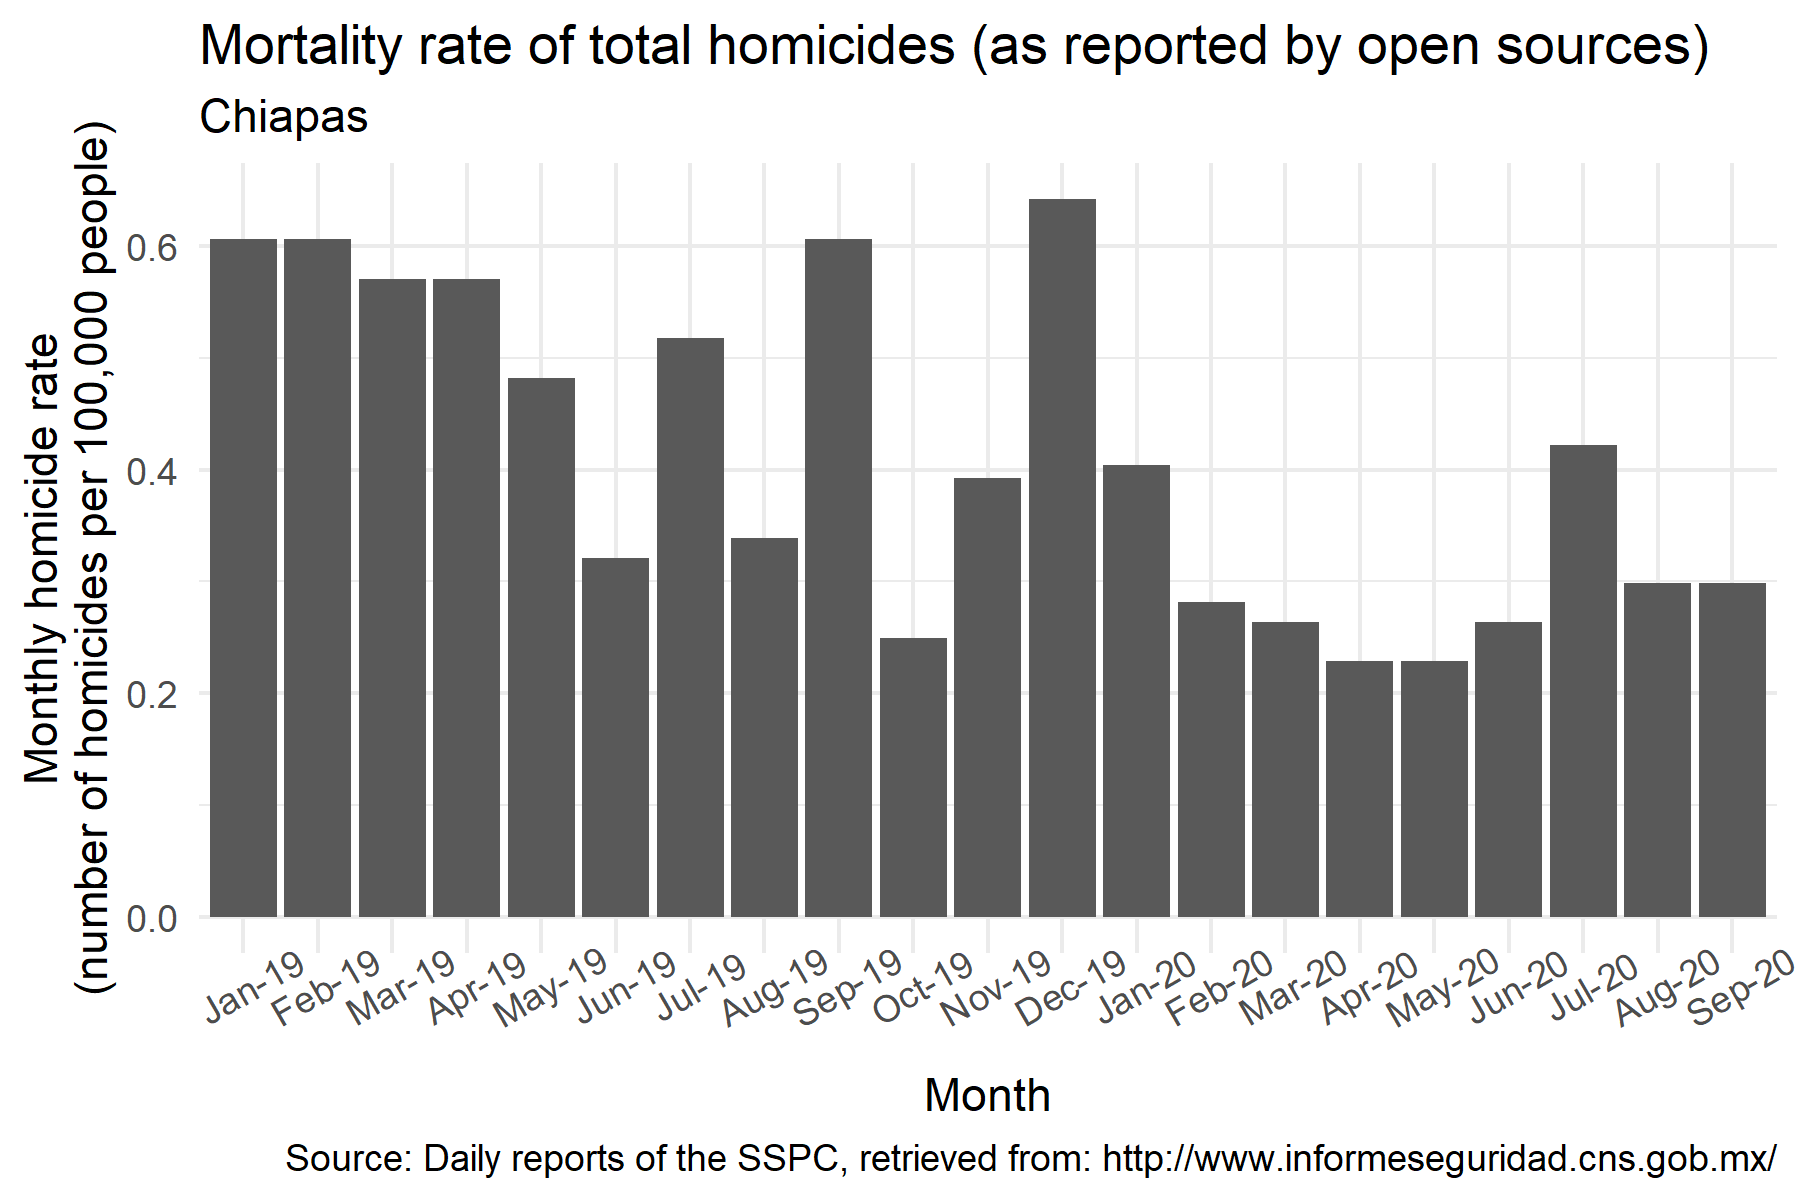 Mortality rate of total homicides (as reported by open sources)
Chiapas
Monthly homicide rate
(number of homicides per 100,000 people)
0.6
0.4
0.2
0.0
Jan-19
Feb-19
Mar-19
Apr-19
May-19
Jun-19
Jul-19
Aug-19
Sep-19
Oct-19
Nov-19
Dec-19
Jan-20
Feb-20
Mar-20
Apr-20
May-20
Jun-20
Jul-20
Aug-20
Sep-20
Month
Source: Daily reports of the SSPC, retrieved from: http://www.informeseguridad.cns.gob.mx/